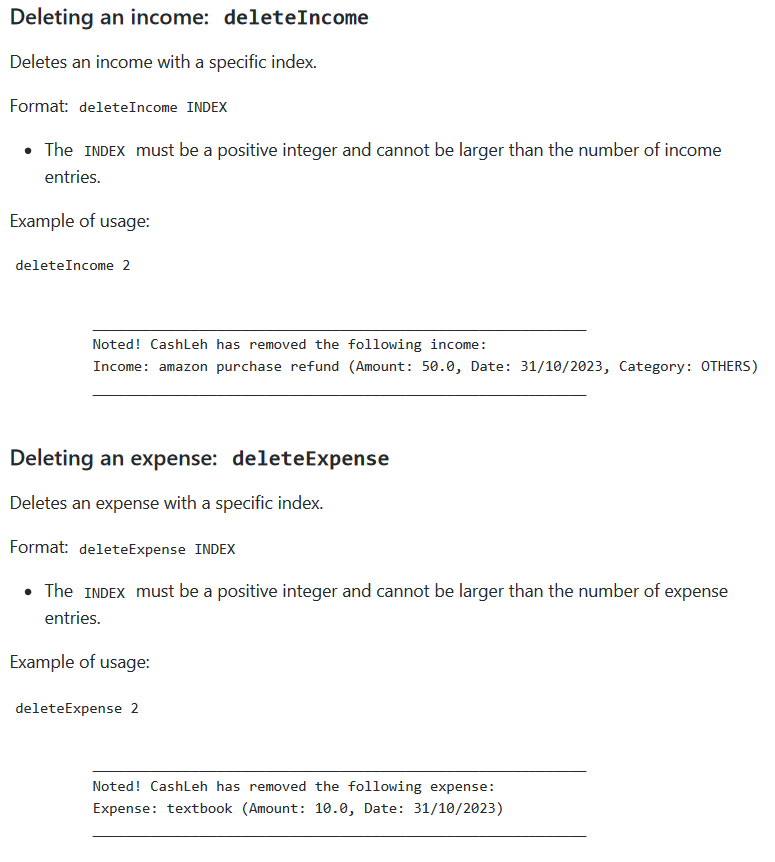 Deleting an income: deleteIncome
Deletes an income with a specific index.
Format: deleteIncome INDEX
• The INDEX must be a positive integer and cannot be larger than the number of income
entries.
Example of usage:
deleteIncome 2
____________________________________________________________
Noted! CashLeh has removed the following income:
Income: amazon purchase refund (Amount: 50.0, Date: 31/10/2023, Category: OTHERS)
____________________________________________________________
Deleting an expense: deleteExpense
Deletes an expense with a specific index.
Format: deleteExpense INDEX
• The INDEX must be a positive integer and cannot be larger than the number of expense
entries.
Example of usage:
deleteExpense 2
____________________________________________________________
Noted! CashLeh has removed the following expense:
Expense: textbook (Amount: 10.0, Date: 31/10/2023)
____________________________________________________________